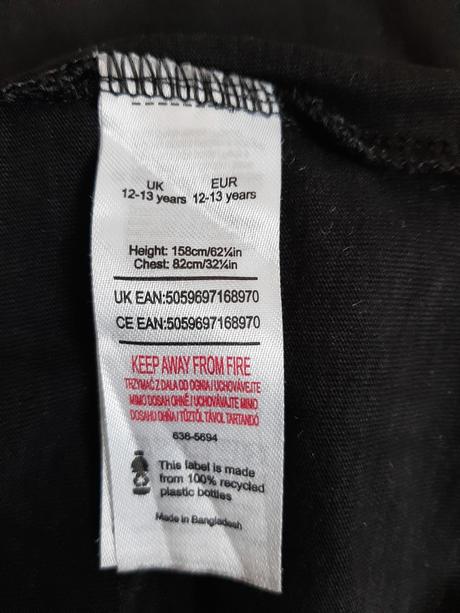 UK EUR
12-13 years 12-13 years
Height: 158cm/62¼in
Chest: 82cm/32¼in
UK EAN:5059697168970
CE EAN:5059697168970
KEEP AWAY FROM FIRE
TRZYMAĆ Z DALA OD OGNIA / UCHOVÁVEJTE
MIMO DOSAH OHNĚ / UCHOVÁVAJTE MIMO
DOSAHU OHŇA / TŰZTŐL TÁVOL TARTANDÓ
636-5694
This label is made
from 100% recycled
plastic bottles
Made in Bangladesh